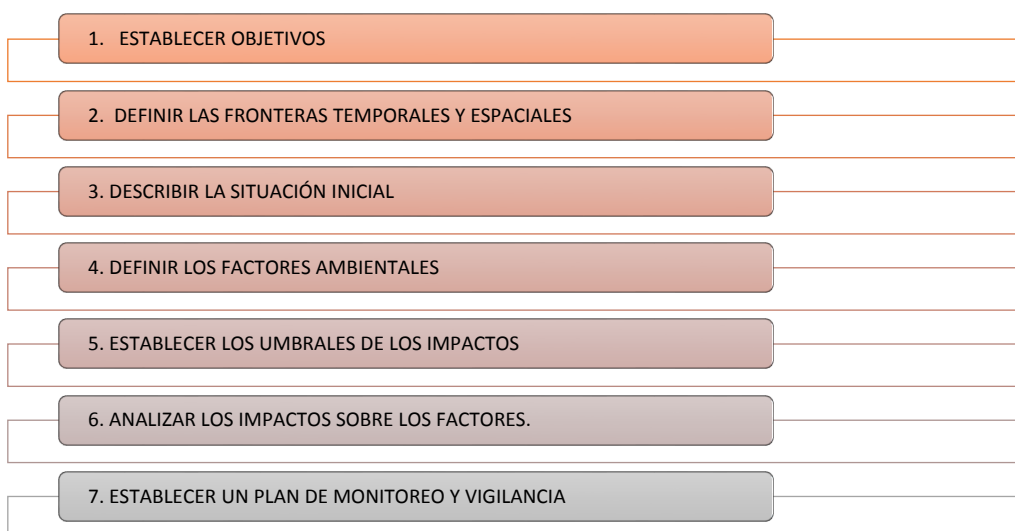 1. ESTABLECER OBJETIVOS
2. DEFINIR LAS FRONTERAS TEMPORALES Y ESPACIALES
3. DESCRIBIR LA SITUACIÓN INICIAL
4. DEFINIR LOS FACTORES AMBIENTALES
5. ESTABLECER LOS UMBRALES DE LOS IMPACTOS
6. ANALIZAR LOS IMPACTOS SOBRE LOS FACTORES.
7. ESTABLECER UN PLAN DE MONITOREO Y VIGILANCIA